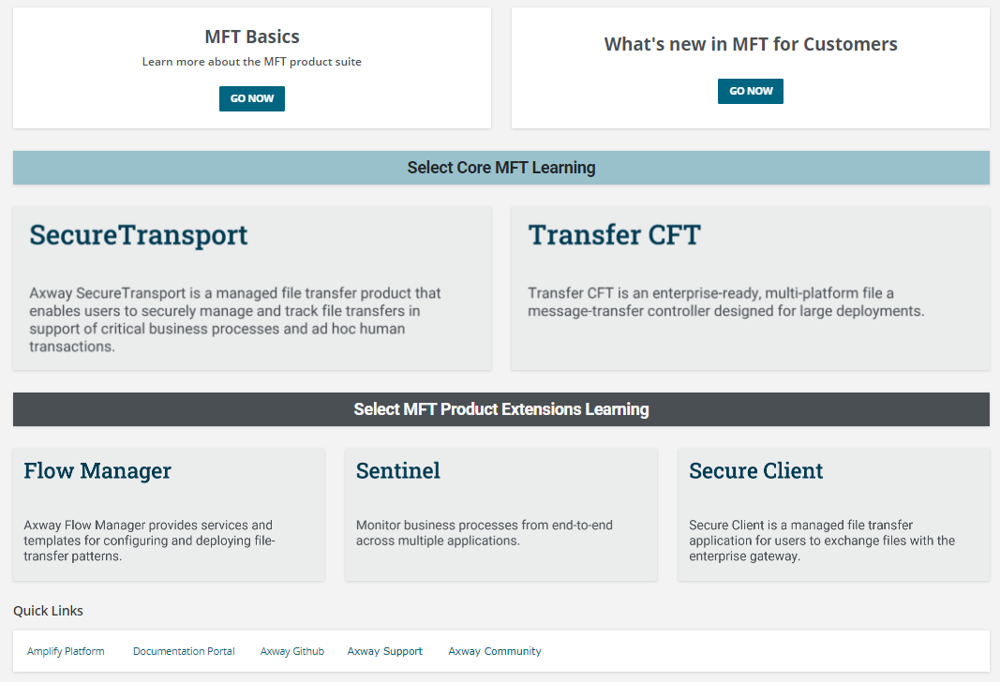 MFT Basics
Learn more about the MFT product suite
GO NOW
What's new in MFT for Customers
GO NOW
Select Core MFT Learning
SecureTransport
Axway SecureTransport is a managed file transfer product that
enables users to securely manage and track file transfers in
support of critical business processes and ad hoc human
transactions.
Transfer CFT
Transfer CFT is an enterprise-ready, multi-platform file a
message-transfer controller designed for large deployments.
Select MFT Product Extensions Learning
Flow Manager
Axway Flow Manager provides services and
templates for configuring and deploying file-
transfer patterns.
Sentinel
Monitor business processes from end-to-end
across multiple applications.
Secure Client
Secure Client is a managed file transfer
application for users to exchange files with the
enterprise gateway.
Quick Links
Amplify Platform Documentation Portal Axway Github Axway Support Axway Community